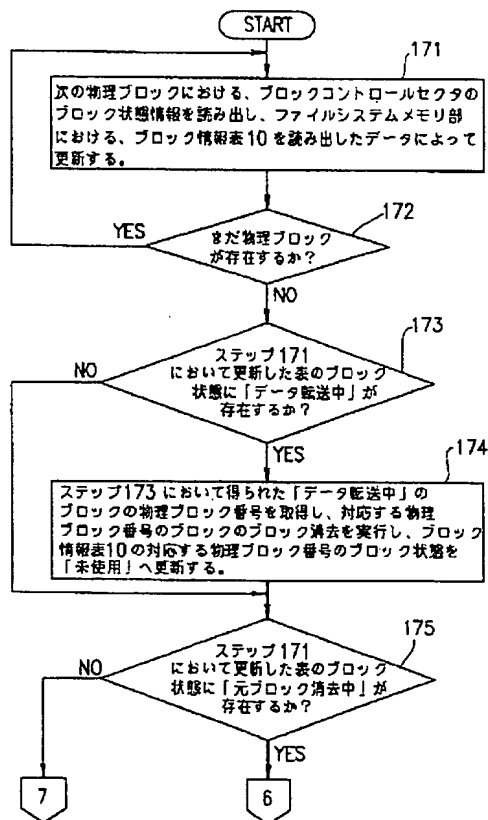 START
171
次の物理ブロックにおける、ブロックコントロールセクタの
ブロック状態情報を読み出し、ファイルシステムメモリ部
における、ブロック情報表10を読み出したデータによって
更新する。
172
YES
まだ物理ブロック
が存在するか?
NO
173
NO
ステップ171
において更新した表のブロック
状態に「データ転送中」が
存在するか?
YES
174
ステップ173において得られた「データ転送中」の
ブロックの物理ブロック番号を取得し、対応する物理
ブロック番号のブロックのブロック消去を実行し、ブロック
情報表10の対応する物理ブロック番号のブロック状態を
「未使用」へ更新する。
175
NO
ステップ171
において更新した表のブロック
状態に「元ブロック消去中」が
存在するか?
YES
7
6